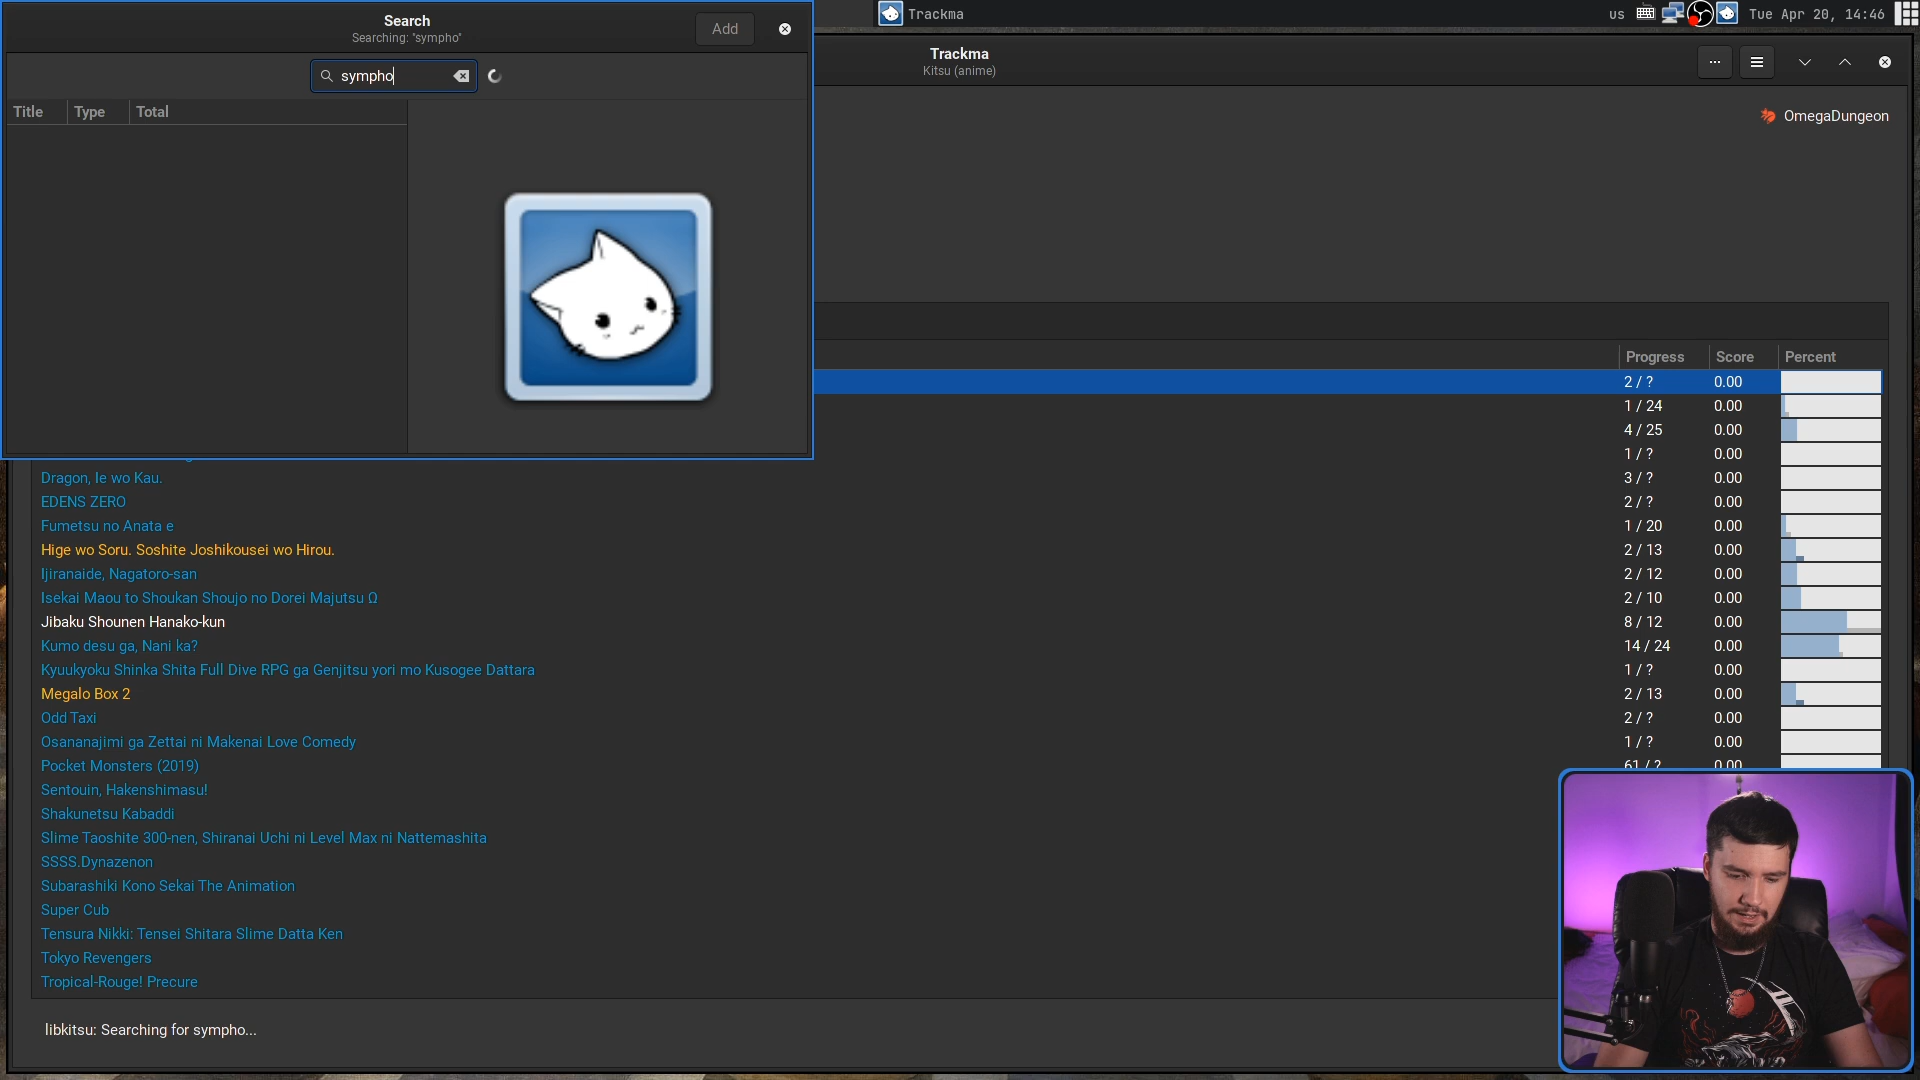 Search
Searching: "sympho"
Add
sympho
Title Type Total
Trackma
us
Tue Apr 20, 14:46
Trackma
Kitsu (anime)
OmegaDungeon
Progress Score Percent
2 / ? 0.00
1 / 24 0.00
4 / 25 0.00
1 / ? 0.00
Dragon, Ie wo Kau. 3 / ? 0.00
EDENS ZERO 2 / ? 0.00
Fumetsu no Anata e 1 / 20 0.00
Hige wo Soru. Soshite Joshikousei wo Hirou. 2 / 13 0.00
Ijiranaide, Nagatoro-san 2 / 12 0.00
Isekai Maou to Shoukan Shoujo no Dorei Majutsu Ω 2 / 10 0.00
Jibaku Shounen Hanako-kun 8 / 12 0.00
Kumo desu ga, Nani ka? 14 / 24 0.00
Kyuukyoku Shinka Shita Full Dive RPG ga Genjitsu yori mo Kusogee Dattara 1 / ? 0.00
Megalo Box 2 2 / 13 0.00
Odd Taxi 2 / ? 0.00
Osananajimi ga Zettai ni Makenai Love Comedy 1 / ? 0.00
Pocket Monsters (2019) 61 / ? 0.00
Sentouin, Hakenshimasu!
Shakunetsu Kabaddi
Slime Taoshite 300-nen, Shiranai Uchi ni Level Max ni Nattemashita
SSSS.Dynazenon
Subarashiki Kono Sekai The Animation
Super Cub
Tensura Nikki: Tensei Shitara Slime Datta Ken
Tokyo Revengers
Tropical-Rouge! Precure
libkitsu: Searching for sympho...